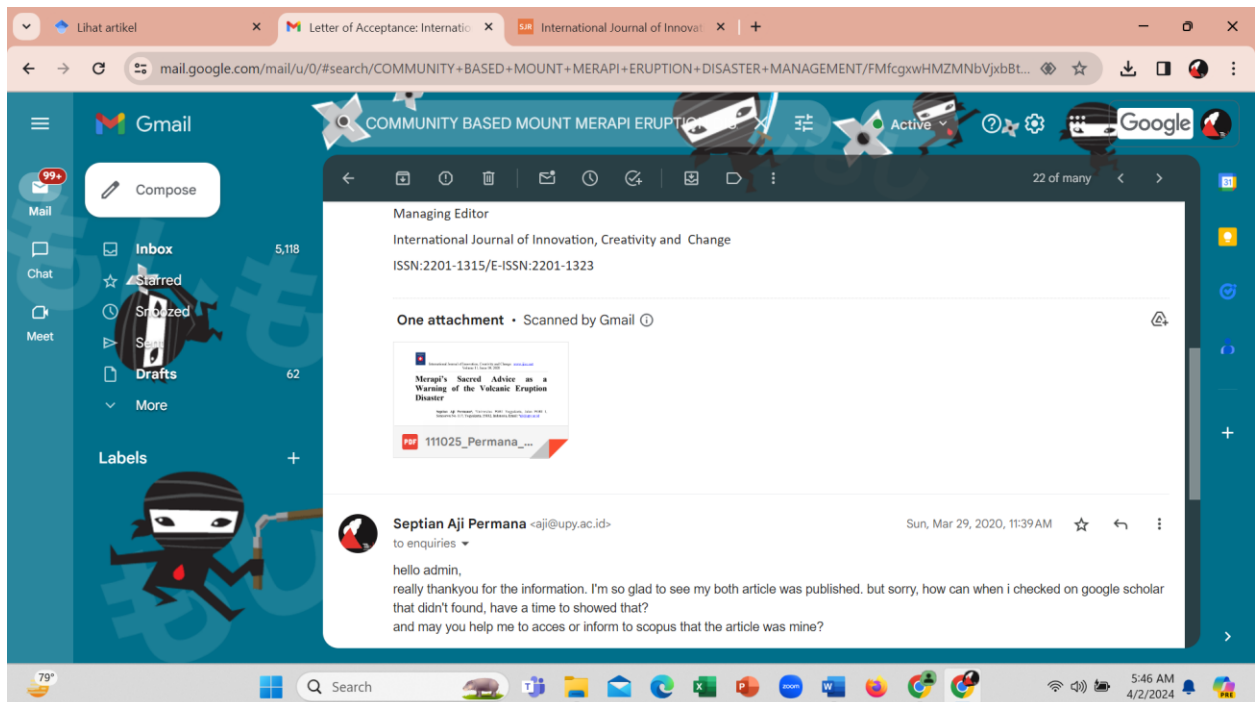 Lihat artikel
Letter of Acceptance: Internatio
SJR International Journal of Innovat
mail.google.com/mail/u/0/#search/COMMUNITY+BASED+MOUNT+MERAPI+ERUPTION+DISASTER+MANAGEMENT/FMfcgxwHMZMNbVjxbBt...
Gmail
COMMUNITY BASED MOUNT MERAPI
Active
Google
99+
Mail
Compose
22 of many
31
Chat
Meet
Inbox 5,118
Starred
Snoozed
Sent
Drafts 62
More
Labels
Managing Editor
International Journal of Innovation, Creativity and Change
ISSN:2201-1315/E-ISSN:2201-1323
One attachment • Scanned by Gmail
Merapi's Sacred Advice as a
Warning of the Volcanic Eruption
Disaster
PDF 111025_Permana_...
Septian Aji Permana <aji@upy.ac.id> Sun, Mar 29, 2020, 11:39 AM
to enquiries
hello admin,
really thankyou for the information. I'm so glad to see my both article was published. but sorry, how can when i checked on google scholar
that didn't found, have a time to showed that?
and may you help me to acces or inform to scopus that the article was mine?
79°
Search
zoom
PRE
5:46 AM
4/2/2024